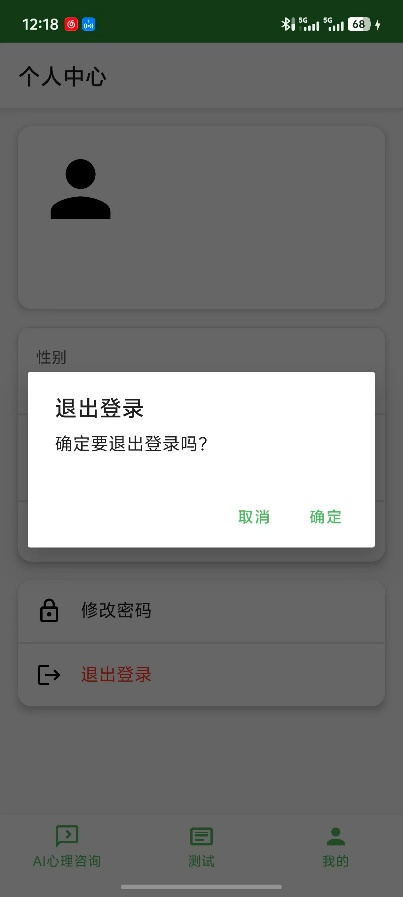 12:18
5G
5G
68
个人中心
性别
退出登录
确定要退出登录吗？
取消
确定
修改密码
退出登录
AI心理咨询
测试
我的